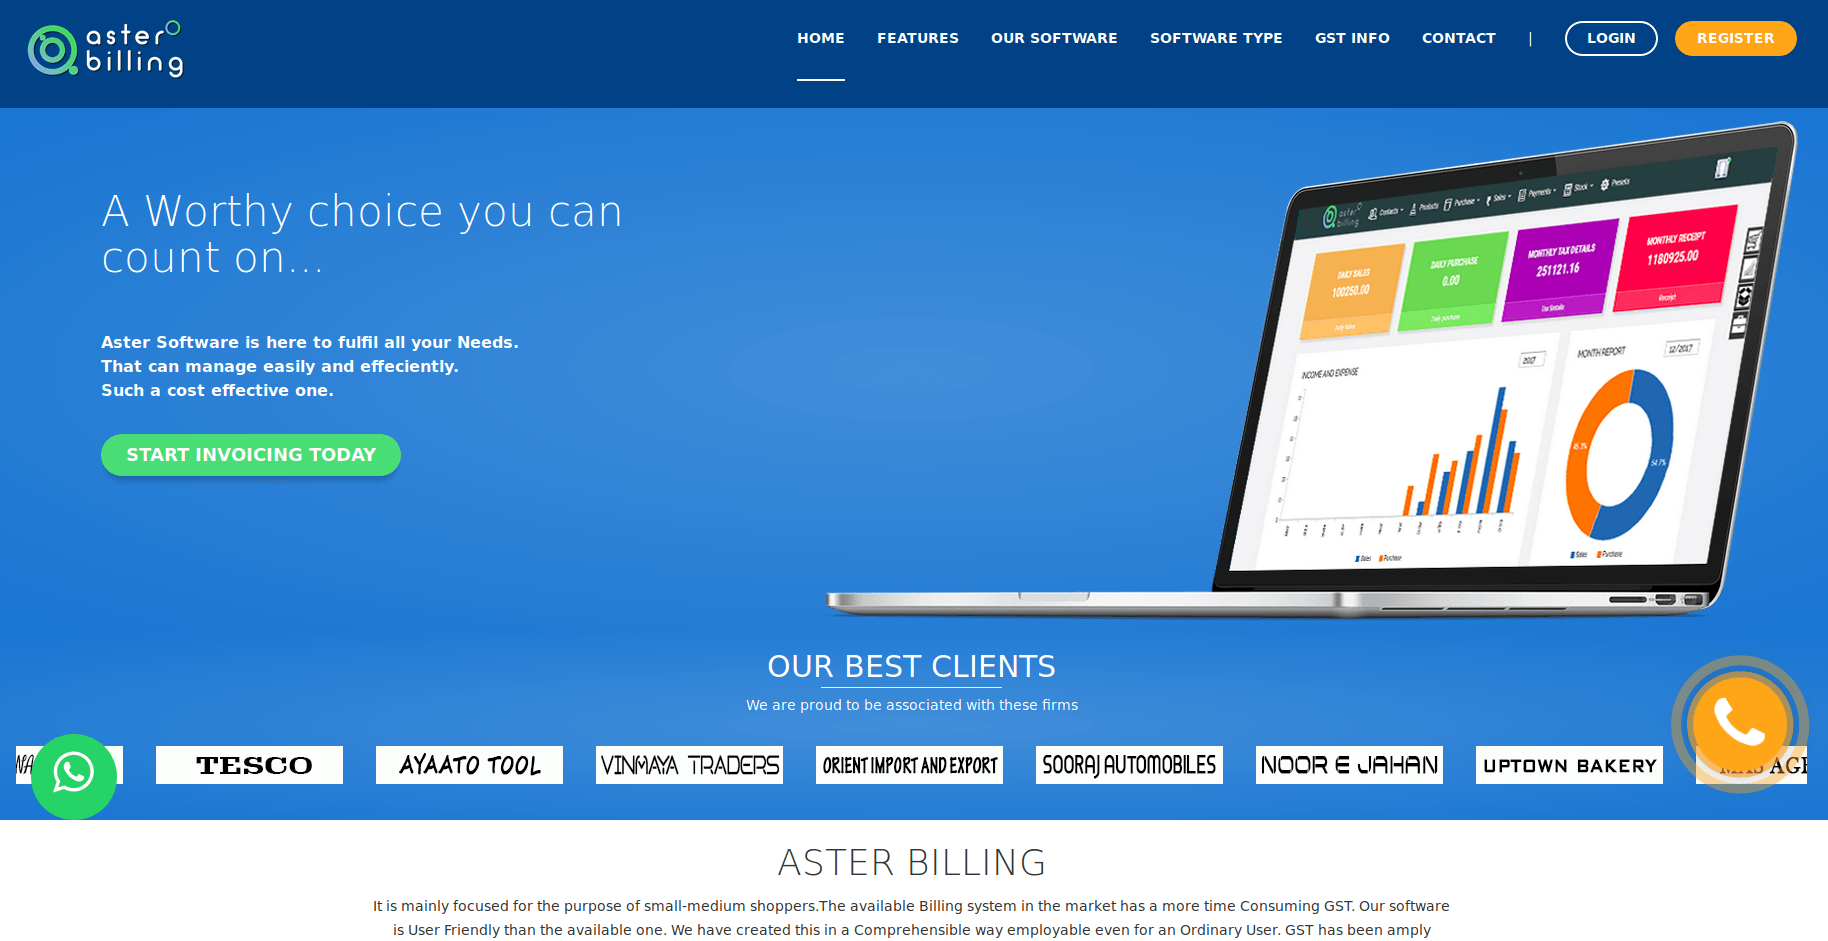 aster
billing
HOME
FEATURES
OUR SOFTWARE
SOFTWARE TYPE
GST INFO
CONTACT
|
LOGIN
REGISTER
A Worthy choice you can
count on...
Aster Software is here to fulfil all your Needs.
That can manage easily and effeciently.
Such a cost effective one.
START INVOICING TODAY
aster
billing
Contacts
Products
Purchase
Sales
Payments
Stock
Presets
DAILY SALES
100250.00
Daily Sales
DAILY PURCHASE
0.00
Daily purchase
MONTHLY TAX DETAILS
251121.16
Tax Details
MONTHLY RECEIPT
1180925.00
Receipt
INCOME AND EXPENSE
2017
Sales
Purchase
MONTH REPORT
12/2017
45.3%
54.7%
Sales
Purchase
OUR BEST CLIENTS
We are proud to be associated with these firms
TESCO
AYAATO TOOL
VINMAYA TRADERS
ORIENT IMPORT AND EXPORT
SOORAJ AUTOMOBILES
NOOR E JAHAN
UPTOWN BAKERY
ASTER BILLING
It is mainly focused for the purpose of small-medium shoppers.The available Billing system in the market has a more time Consuming GST. Our software
is User Friendly than the available one. We have created this in a Comprehensible way employable even for an Ordinary User. GST has been amply